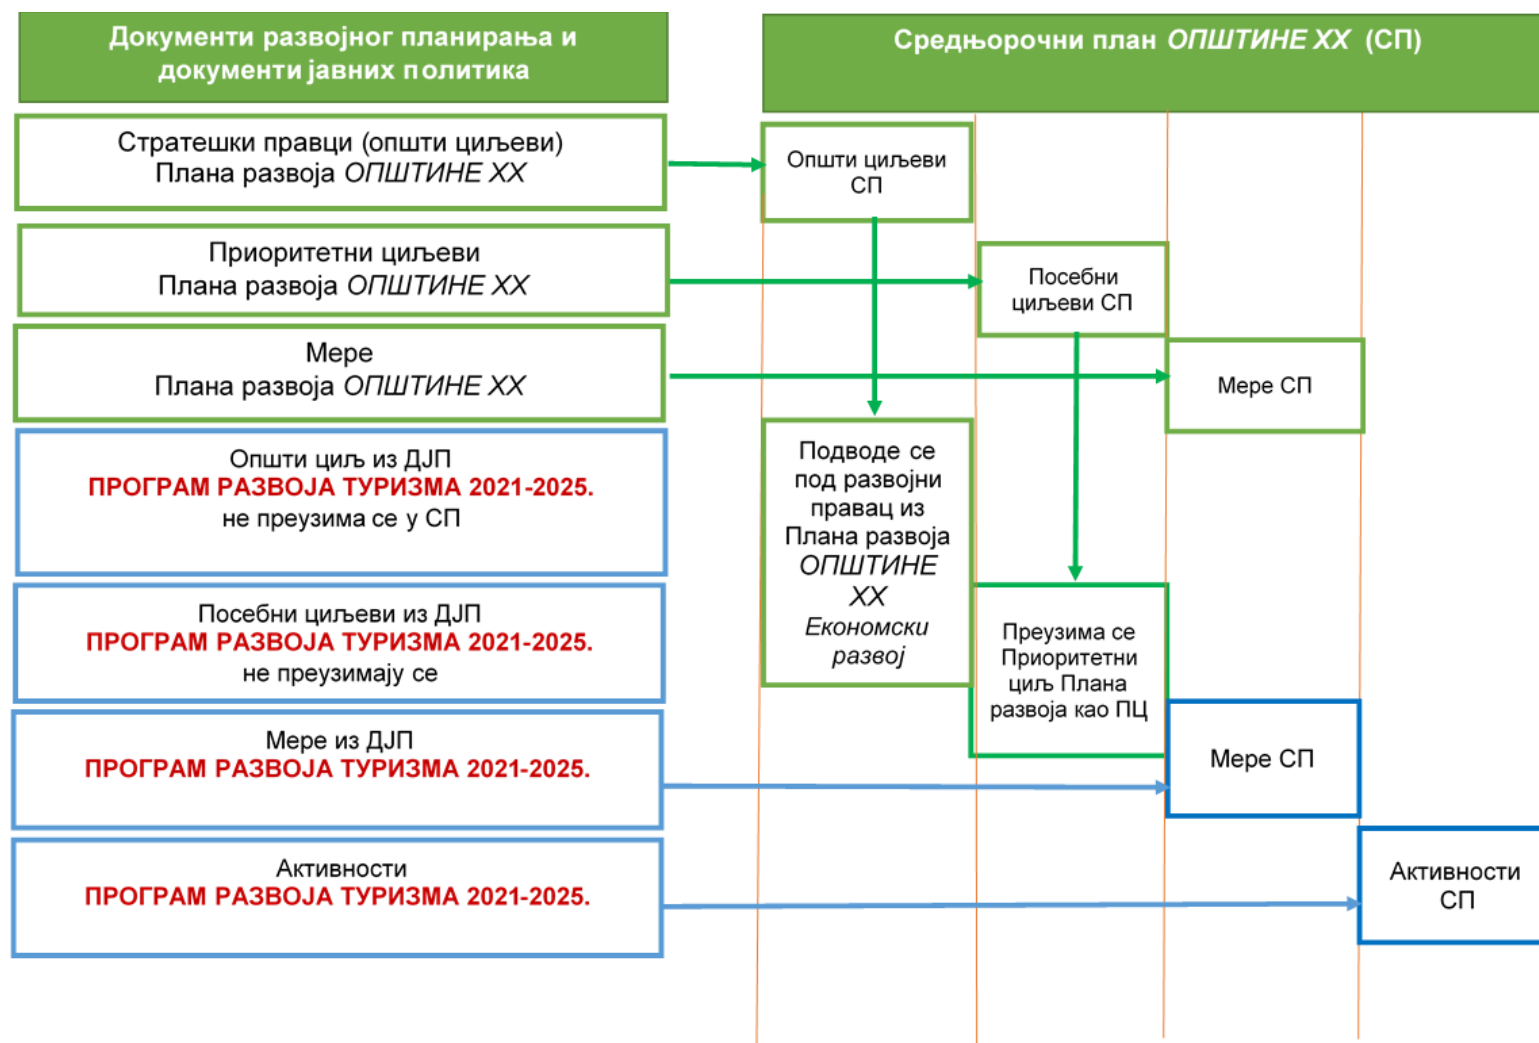 Документи развојног планирања и
документи јавних политика
Средњорочни план ОПШТИНЕ XX (СП)
Стратешки правци (општи циљеви)
Плана развоја ОПШТИНЕ XX
Општи циљеви
СП
Приоритетни циљеви
Плана развоја ОПШТИНЕ XX
Посебни
циљеви СП
Мере
Плана развоја ОПШТИНЕ XX
Мере СП
Општи циљ из ДЈП
ПРОГРАМ РАЗВОЈА ТУРИЗМА 2021-2025.
не преузима се у СП
Подводе се
под развојни
правац из
Плана развоја
ОПШТИНЕ
XX
Економски
развој
Посебни циљеви из ДЈП
ПРОГРАМ РАЗВОЈА ТУРИЗМА 2021-2025.
не преузимају се
Преузима се
Приоритетни
циљ Плана
развоја као ПЦ
Мере из ДЈП
ПРОГРАМ РАЗВОЈА ТУРИЗМА 2021-2025.
Мере СП
Активности
ПРОГРАМ РАЗВОЈА ТУРИЗМА 2021-2025.
Активности
СП